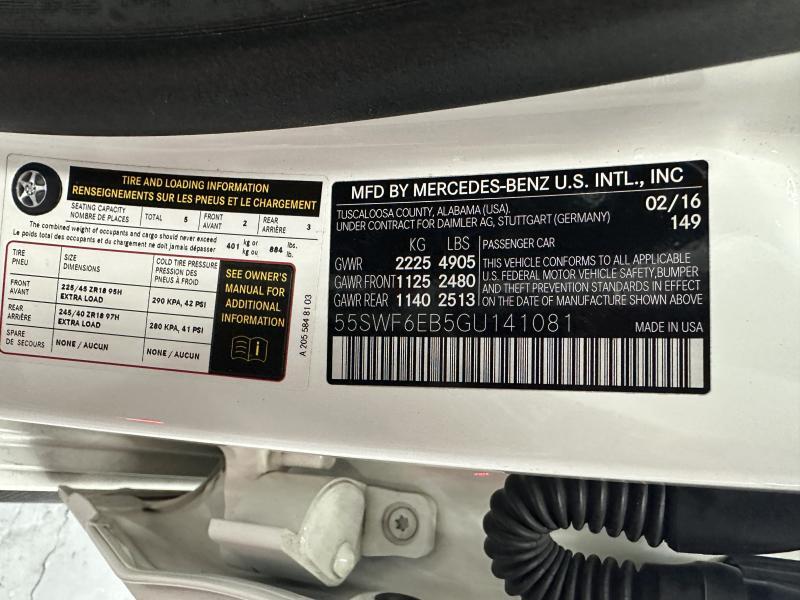 TIRE AND LOADING INFORMATION
RENSEIGNEMENTS SUR LES PNEUS ET LE CHARGEMENT
SEATING CAPACITY
NOMBRE DE PLACES
TOTAL 5
FRONT
AVANT 2
REAR
ARRIÈRE 3
The combined weight of occupants and cargo should never exceed
Le poids total des occupants et du chargement ne doit jamais dépasser
401 kg or
kg ou
884 lbs.
lb.
TIRE
PNEU
SIZE
DIMENSIONS
COLD TIRE PRESSURE
PRESSION DES
PNEUS À FROID
FRONT
AVANT
225/45 ZR18 95H
EXTRA LOAD
290 KPA, 42 PSI
REAR
ARRIÈRE
245/40 ZR18 97H
EXTRA LOAD
280 KPA, 41 PSI
SPARE
DE SECOURS
NONE / AUCUN
NONE / AUCUN
SEE OWNER'S
MANUAL FOR
ADDITIONAL
INFORMATION
A 205 584 81 03
MFD BY MERCEDES-BENZ U.S. INTL., INC
TUSCALOOSA COUNTY, ALABAMA (USA).
UNDER CONTRACT FOR DAIMLER AG, STUTTGART (GERMANY)
02/16
149
KG LBS
GVWR 2225 4905
GAWR FRONT 1125 2480
GAWR REAR 1140 2513
PASSENGER CAR
THIS VEHICLE CONFORMS TO ALL APPLICABLE
U.S. FEDERAL MOTOR VEHICLE SAFETY, BUMPER
AND THEFT PREVENTION STANDARDS IN EFFECT
ON THE DATE OF MANUFACTURE SHOWN ABOVE.
55SWF6EB5GU141081
MADE IN USA